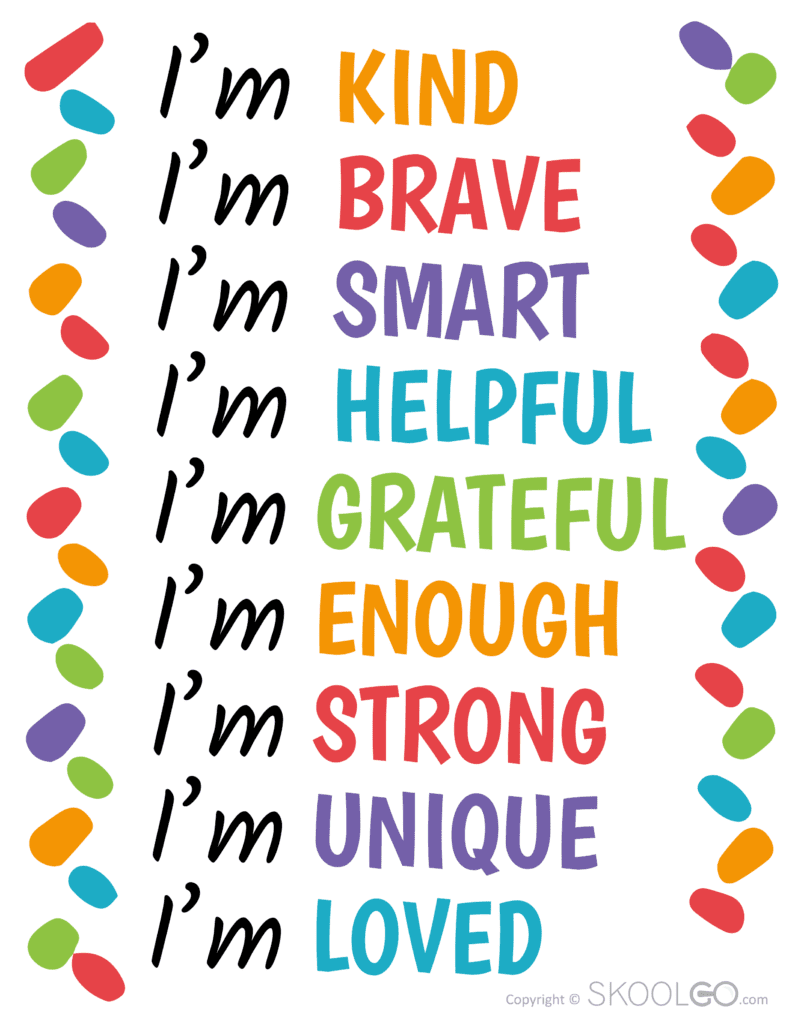 I'm KIND
I'm BRAVE
I'm SMART
I'm HELPFUL
I'm GRATEFUL
I'm ENOUGH
I'm STRONG
I'm UNIQUE
I'm LOVED
Copyright © SKOOLGO.com